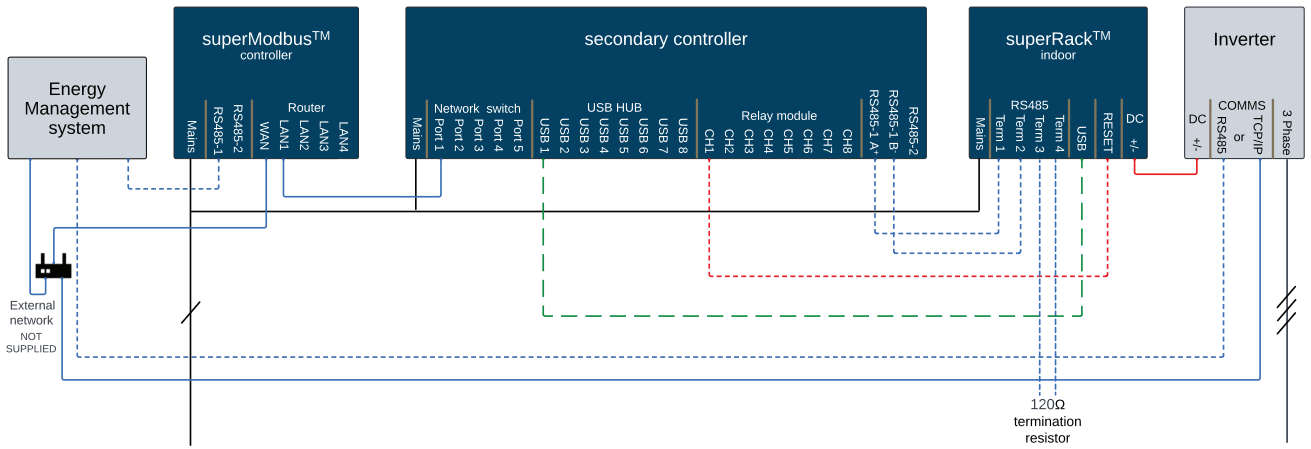 Energy
Management
system
superModbus™
controller
Mains
RS485-1
RS485-2
Router
WAN
LAN1
LAN2
LAN3
LAN4
secondary controller
Mains
Network switch
Port 1
Port 2
Port 3
Port 4
Port 5
USB HUB
USB 1
USB 2
USB 3
USB 4
USB 5
USB 6
USB 7
USB 8
Relay module
CH1
CH2
CH3
CH4
CH5
CH6
CH7
CH8
RS485-1 A+
RS485-1 B-
RS485-2
superRack™
indoor
Mains
RS485
Term 1
Term 2
Term 3
Term 4
USB
RESET
DC
+/-
Inverter
DC
+/-
COMMS
RS485
or
TCP/IP
3 Phase
External
network
NOT
SUPPLIED
120Ω
termination
resistor